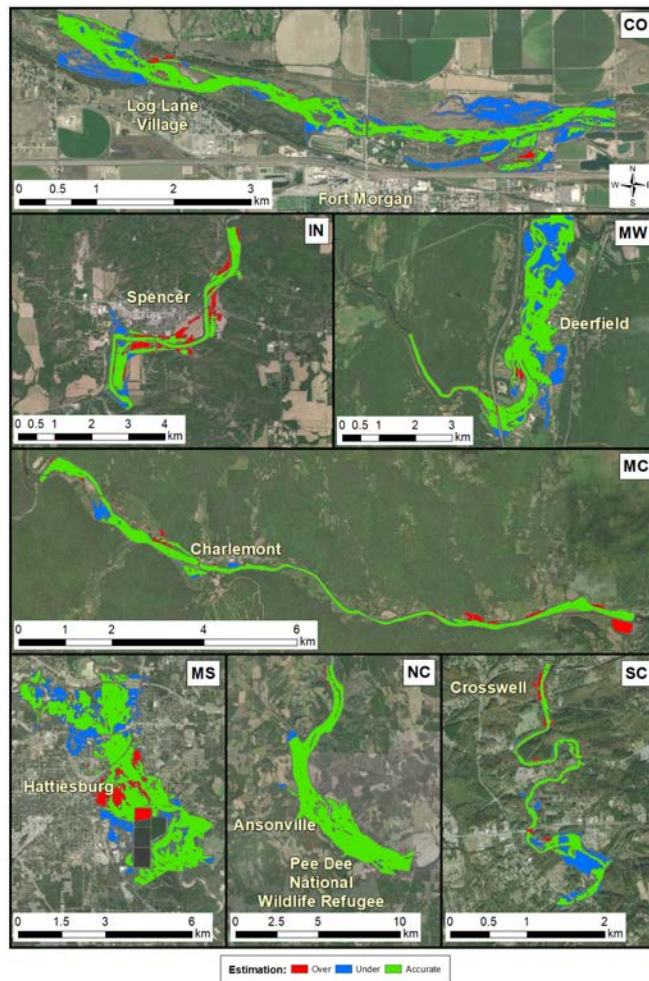 CO
Log Lane
Village
0 0.5 1 2 3
km
Fort Morgan
N
W E
S
IN
Spencer
0 0.5 1 2 3 4
km
MW
Deerfield
0 0.5 1 2 3
km
MC
Charlemont
0 1 2 4 6
km
MS
Hattiesburg
0 1.5 3 6
km
NC
Ansonville
Pee Dee
National
Wildlife Refugee
0 2.5 5 10
km
SC
Crosswell
0 0.5 1 2
km
Estimation: Over Under Accurate